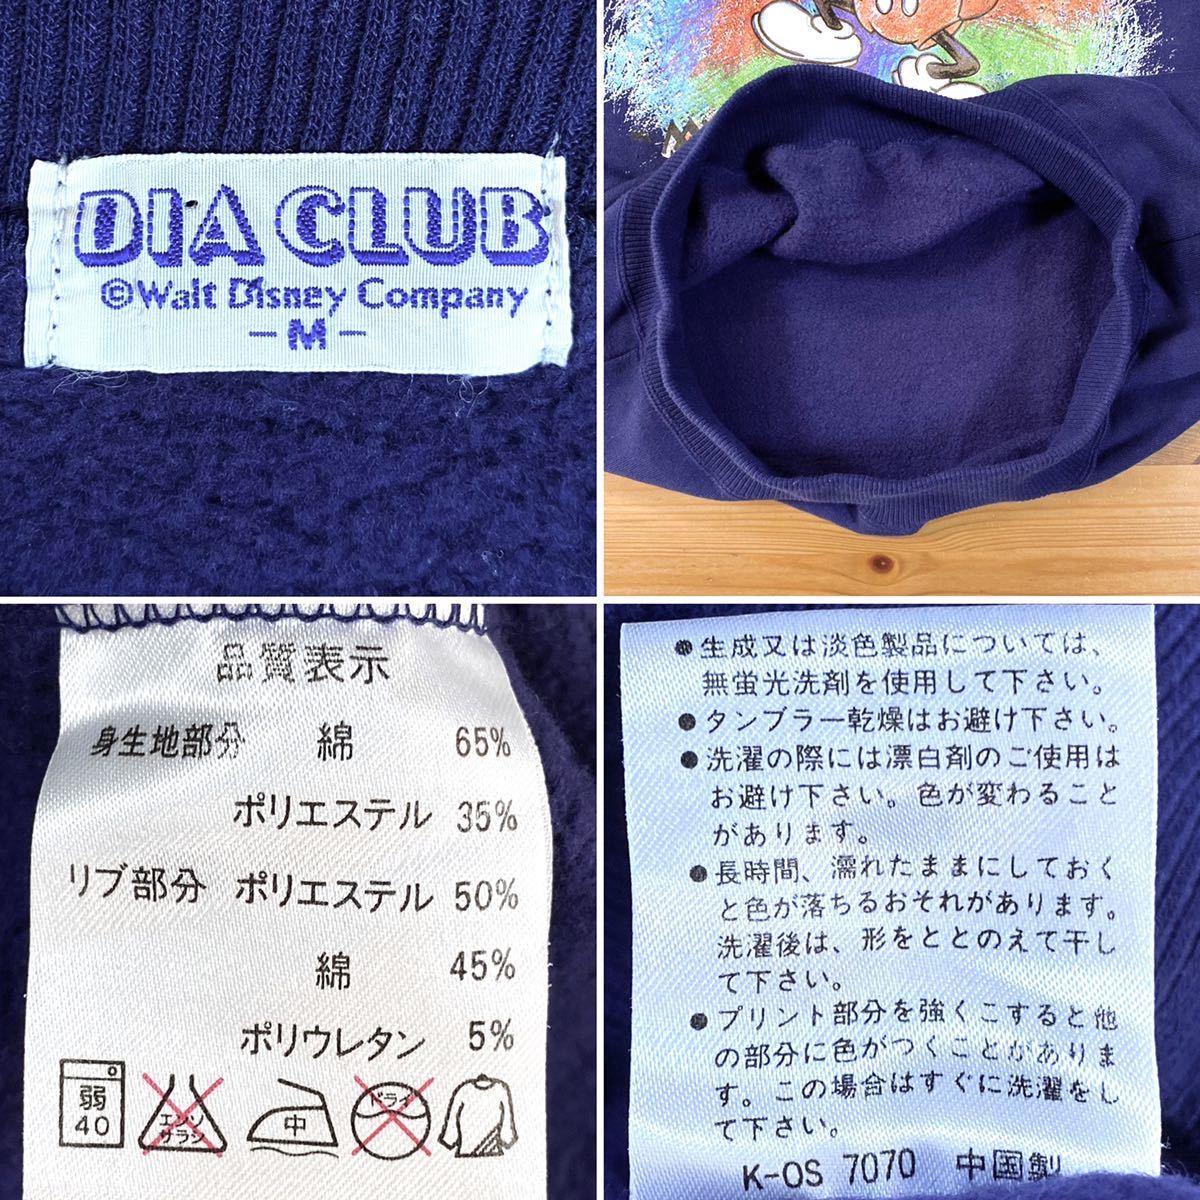 DIA CLUB
©Walt Disney Company
-M-
品質表示
身生地部分 綿 65%
ポリエステル 35%
リブ部分 ポリエステル 50%
綿 45%
ポリウレタン 5%
弱
40
エンソ
サラシ
中
ドライ
●生成又は淡色製品については、
無蛍光洗剤を使用して下さい。
●タンブラー乾燥はお避け下さい。
●洗濯の際には漂白剤のご使用は
お避け下さい。色が変わること
があります。
●長時間、濡れたままにしておく
と色が落ちるおそれがあります。
洗濯後は、形をととのえて干し
て下さい。
●プリント部分を強くこすると他
の部分に色がつくことがありま
す。この場合はすぐに洗濯をし
て下さい。
K-OS 7070 中国製